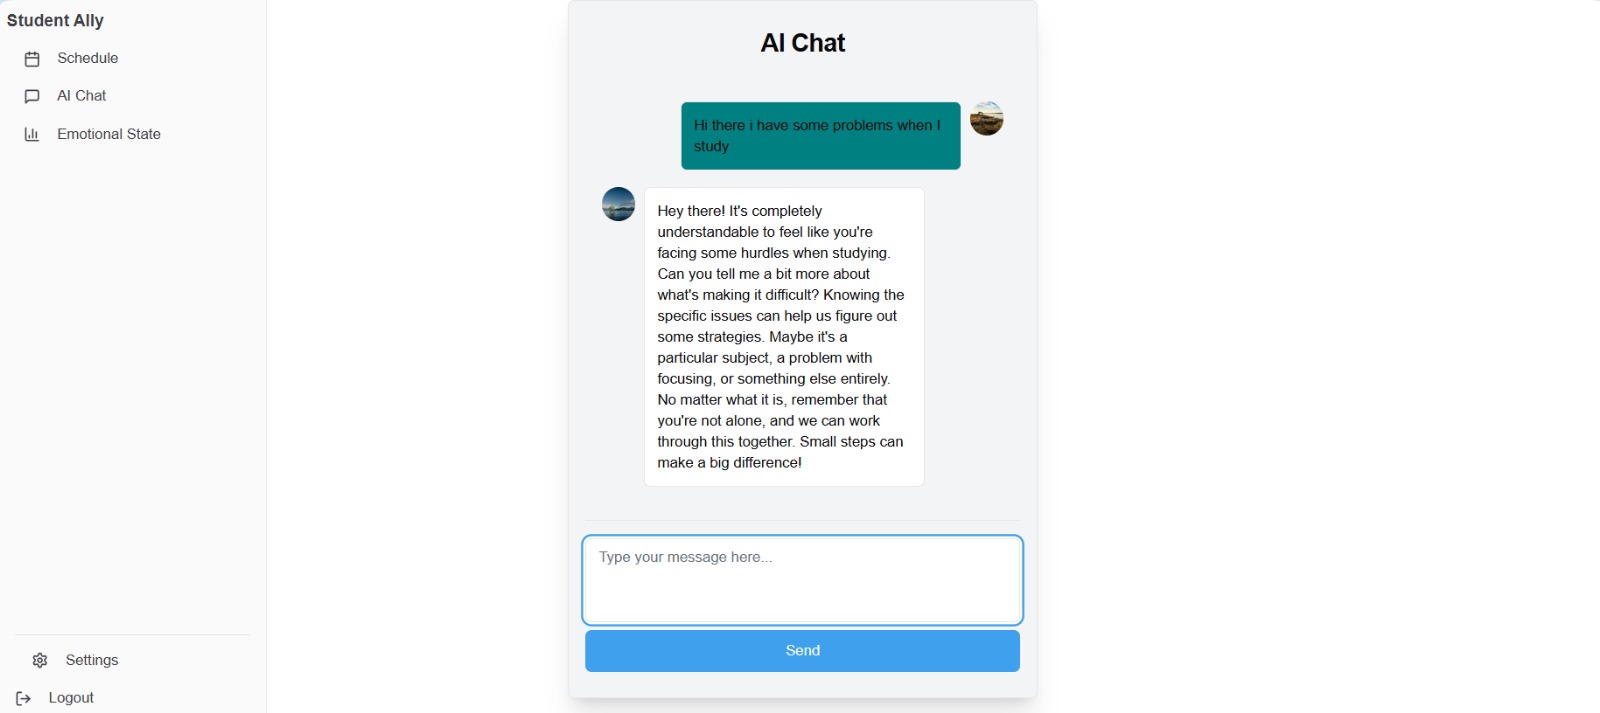 Student Ally
Schedule
AI Chat
Emotional State
Settings
Logout
AI Chat
Hi there i have some problems when I
study
Hey there! It's completely
understandable to feel like you're
facing some hurdles when studying.
Can you tell me a bit more about
what's making it difficult? Knowing the
specific issues can help us figure out
some strategies. Maybe it's a
particular subject, a problem with
focusing, or something else entirely.
No matter what it is, remember that
you're not alone, and we can work
through this together. Small steps can
make a big difference!
Type your message here...
Send